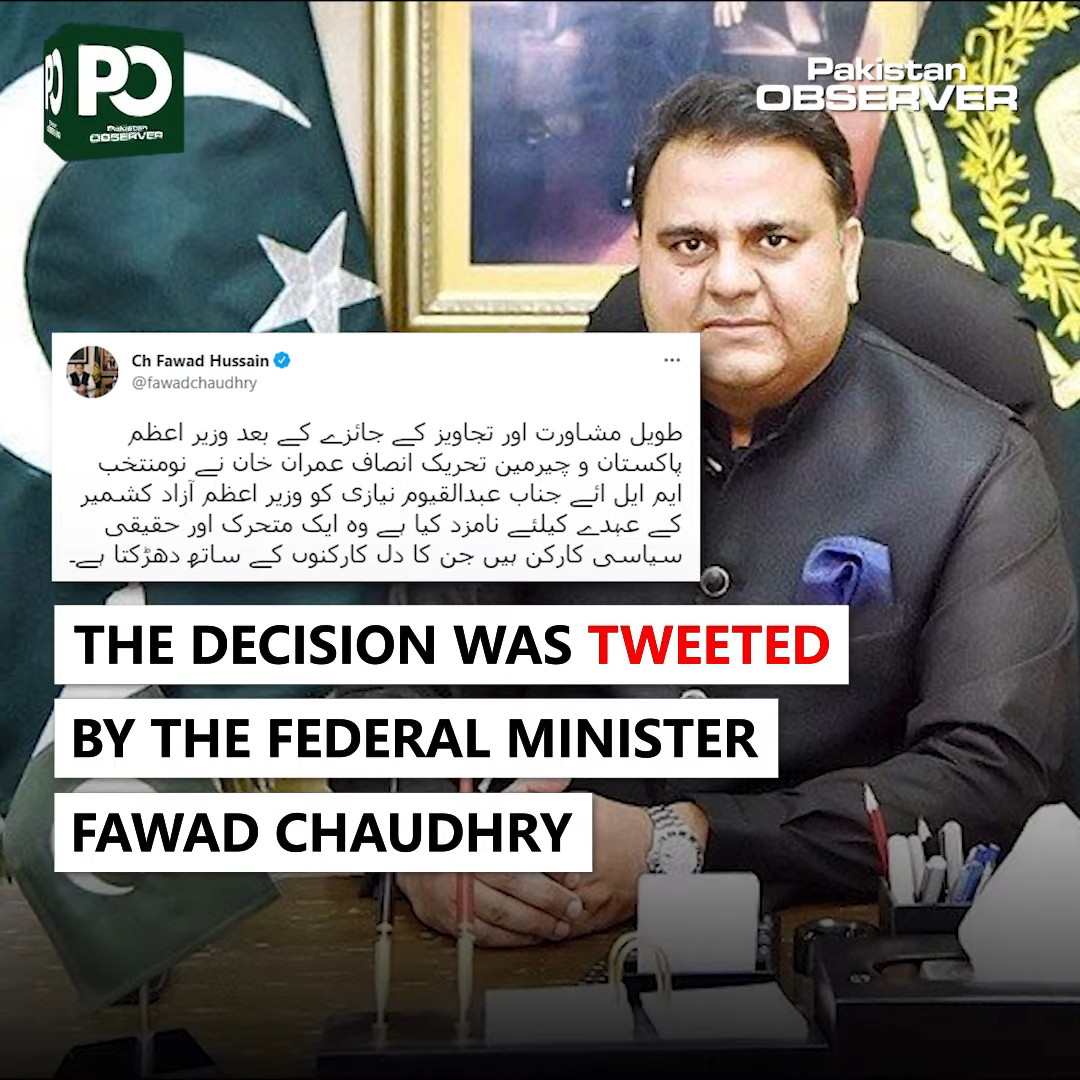 PO
PO
Pakistan
OBSERVER
Pakistan
OBSERVER
Ch Fawad Hussain
@fawadchaudhry
طویل مشاورت اور تجاویز کے جائزے کے بعد وزیر اعظم
پاکستان و چیرمین تحریک انصاف عمران خان نے نومنتخب
ایم ایل ائے جناب عبدالقیوم نیازی کو وزیر اعظم آزاد کشمیر
کے عہدے کیلئے نامزد کیا ہے وہ ایک متحرک اور حقیقی
سیاسی کارکن ہیں جن کا دل کارکنوں کے ساتھ دھڑکتا ہے۔
THE DECISION WAS TWEETED
BY THE FEDERAL MINISTER
FAWAD CHAUDHRY